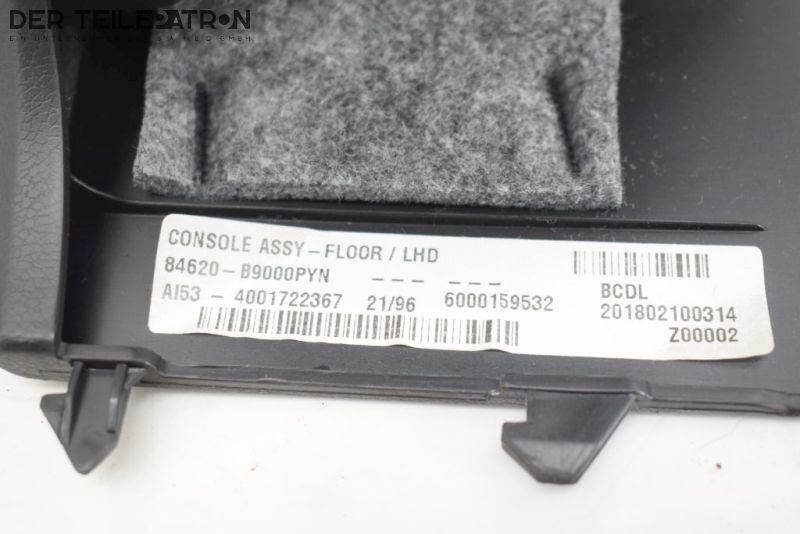 DER TEILEPATRON
CONSOLE ASSY-FLOOR / LHD
84620-B9000PYN --- ---
AI53-4001722367 21/96 6000159532
BCDL
201802100314
Z00002